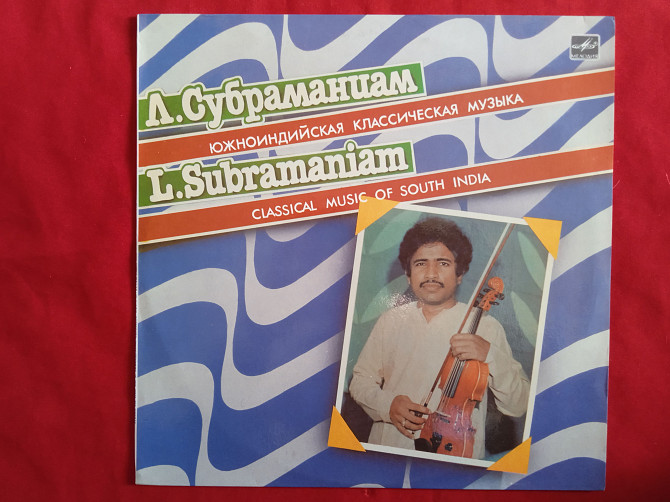 Л.Субраманиам
ЮЖНОИНДИЙСКАЯ КЛАССИЧЕСКАЯ МУЗЫКА
L.Subramaniam
CLASSICAL MUSIC OF SOUTH INDIA